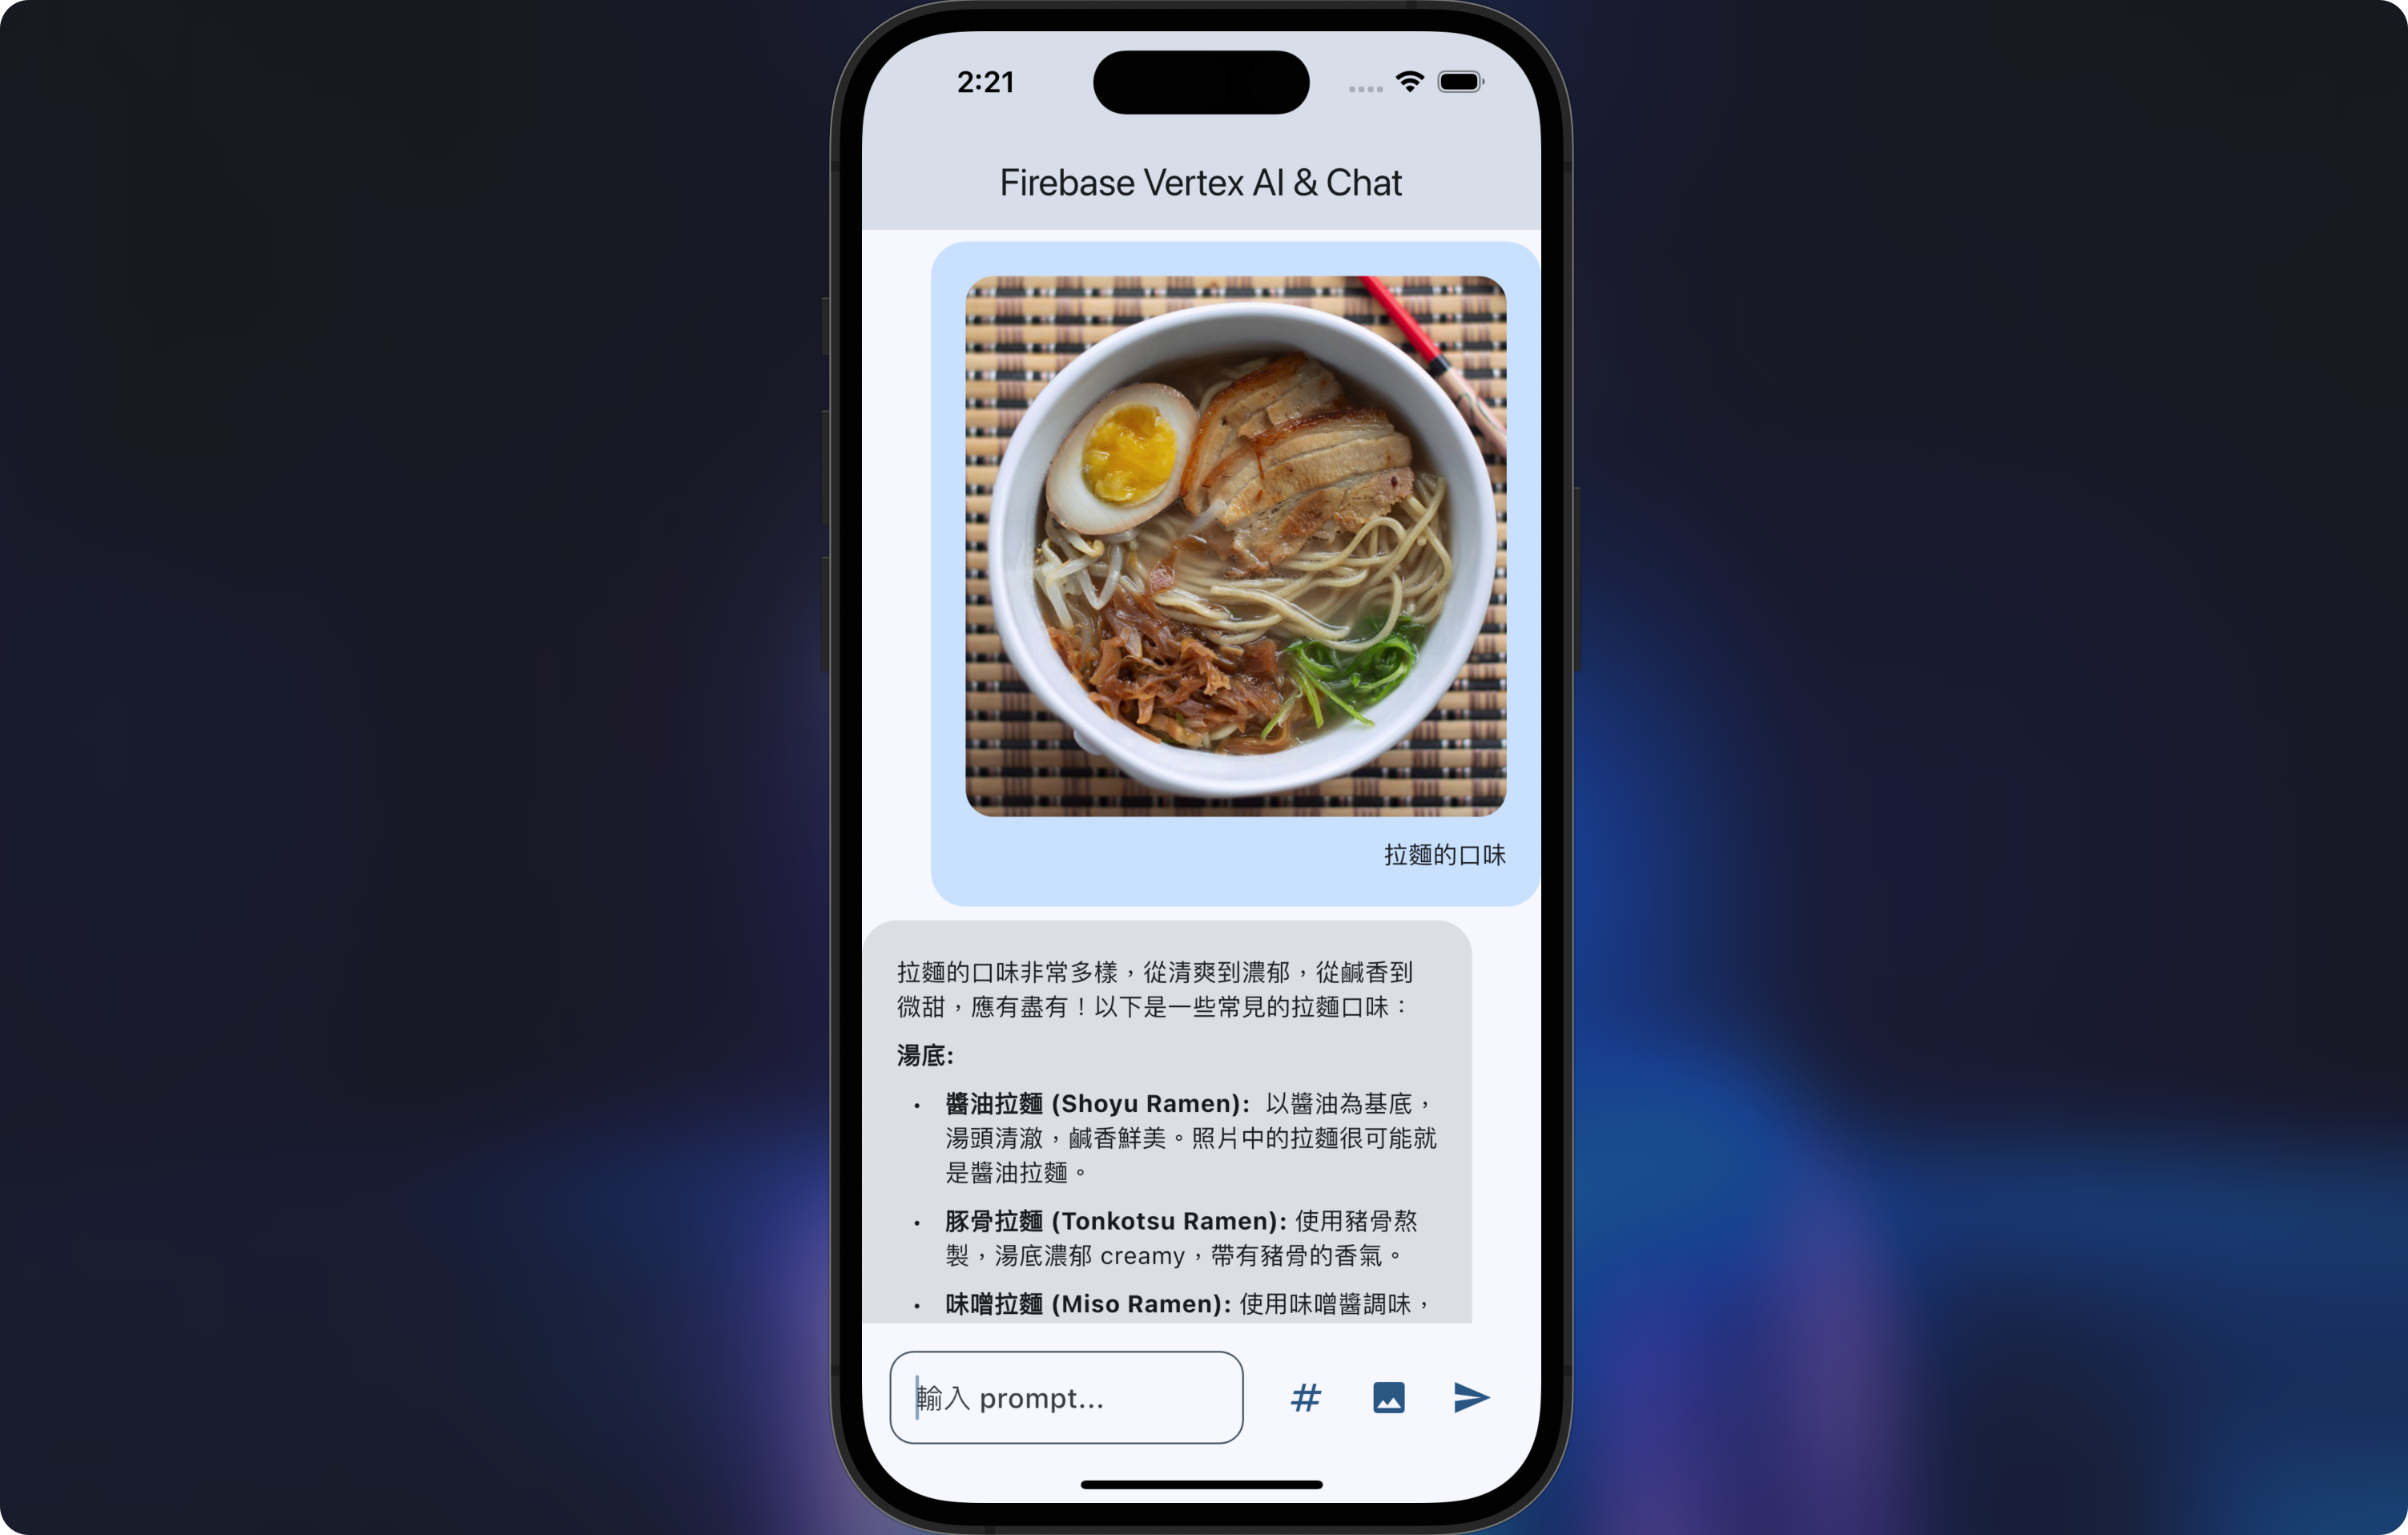 2:21
Firebase Vertex AI & Chat
拉麵的口味
拉麵的口味非常多樣，從清爽到濃郁，從鹹香到
微甜，應有盡有！以下是一些常見的拉麵口味：
湯底:
• 醬油拉麵 (Shoyu Ramen): 以醬油為基底，
湯頭清澈，鹹香鮮美。照片中的拉麵很可能就
是醬油拉麵。
• 豚骨拉麵 (Tonkotsu Ramen): 使用豬骨熬
製，湯底濃郁 creamy，帶有豬骨的香氣。
• 味噌拉麵 (Miso Ramen): 使用味噌醬調味，
輸入 prompt...
#